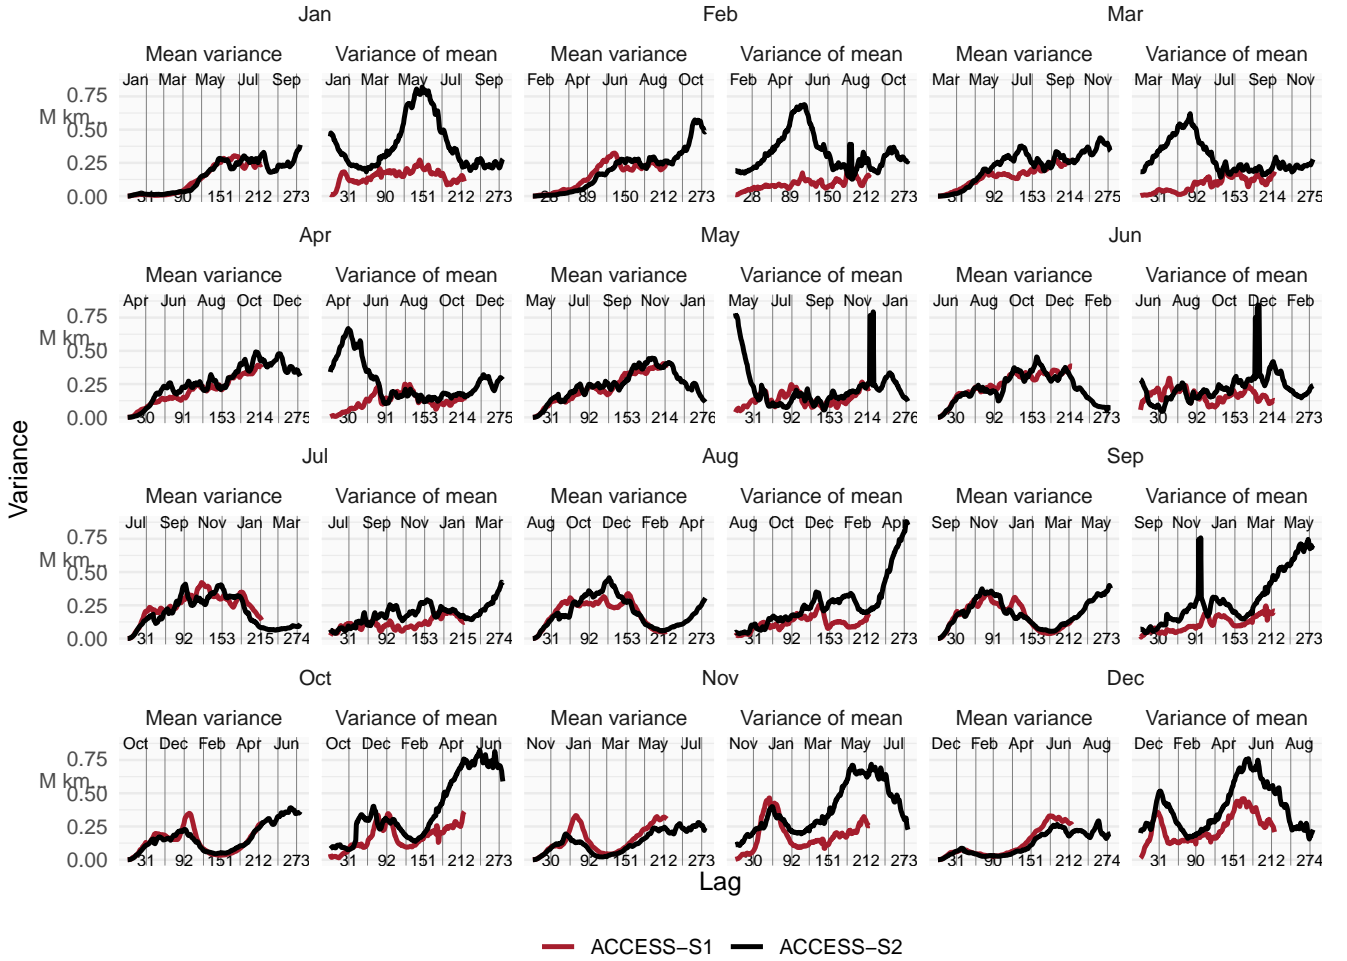 Jan Feb Mar
Mean variance Variance of mean Mean variance Variance of mean Mean variance Variance of mean
Jan Mar May Jul Sep Jan Mar May Jul Sep Feb Apr Jun Aug Oct Feb Apr Jun Aug Oct Mar May Jul Sep Nov Mar May Jul Sep Nov
0.75
M km
0.50
0.25
0.00
31 90 151 212 273 31 90 151 212 273 28 89 150 212 273 28 89 150 212 273 31 92 153 214 275 31 92 153 214 275
Apr May Jun
Mean variance Variance of mean Mean variance Variance of mean Mean variance Variance of mean
Apr Jun Aug Oct Dec Apr Jun Aug Oct Dec May Jul Sep Nov Jan May Jul Sep Nov Jan Jun Aug Oct Dec Feb Jun Aug Oct Dec Feb
0.75
M km
0.50
0.25
0.00
30 91 153 214 275 30 91 153 214 275 31 92 153 214 276 31 92 153 214 276 30 92 153 214 273 30 92 153 214 273
Variance
Jul Aug Sep
Mean variance Variance of mean Mean variance Variance of mean Mean variance Variance of mean
Jul Sep Nov Jan Mar Jul Sep Nov Jan Mar Aug Oct Dec Feb Apr Aug Oct Dec Feb Apr Sep Nov Jan Mar May Sep Nov Jan Mar May
0.75
M km
0.50
0.25
0.00
31 92 153 215 274 31 92 153 215 274 31 92 153 212 273 31 92 153 212 273 30 91 153 212 273 30 91 153 212 273
Oct Nov Dec
Mean variance Variance of mean Mean variance Variance of mean Mean variance Variance of mean
Oct Dec Feb Apr Jun Oct Dec Feb Apr Jun Nov Jan Mar May Jul Nov Jan Mar May Jul Dec Feb Apr Jun Aug Dec Feb Apr Jun Aug
0.75
M km
0.50
0.25
0.00
31 92 151 212 273 31 92 151 212 273 30 92 151 212 273 30 92 151 212 273 31 90 151 212 274 31 90 151 212 274
Lag
ACCESS−S1 ACCESS−S2